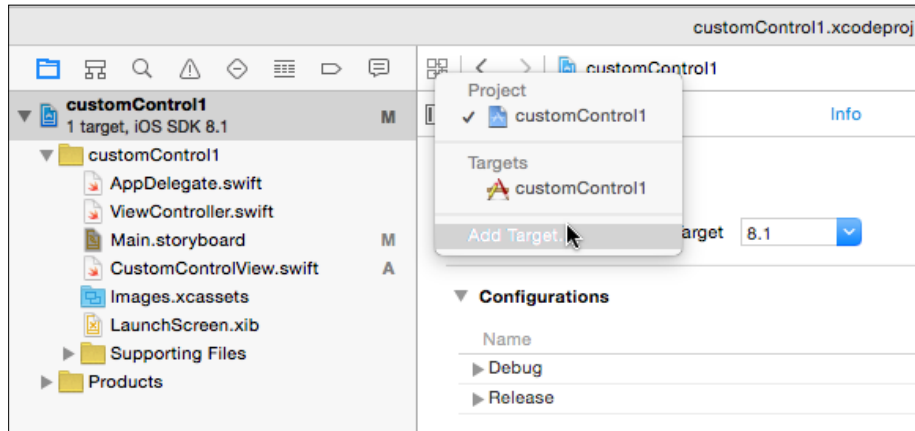 customControl1.xcodeproj
customControl1
customControl1
1 target, iOS SDK 8.1
M
customControl1
AppDelegate.swift
ViewController.swift
Main.storyboard
M
CustomControlView.swift
A
Images.xcassets
LaunchScreen.xib
Supporting Files
Products
Project
customControl1
Targets
customControl1
Add Target.
Info
arget 8.1
Configurations
Name
Debug
Release